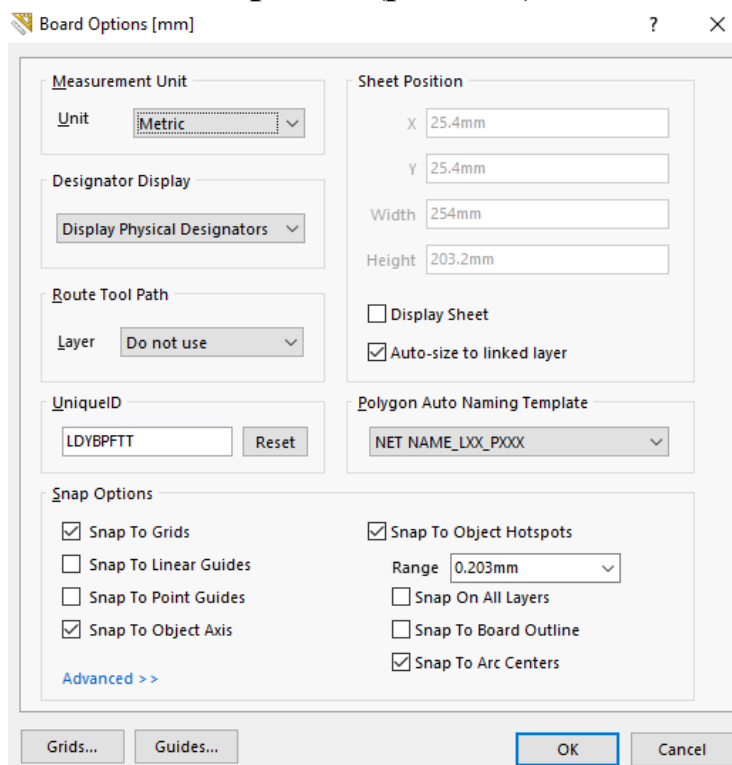 Board Options [mm]
?
Measurement Unit
Unit
Metric
Designator Display
Display Physical Designators
Route Tool Path
Layer
Do not use
UniqueID
LDYBPFTT
Reset
Sheet Position
X
25.4mm
Y
25.4mm
Width
254mm
Height
203.2mm
Display Sheet
Auto-size to linked layer
Polygon Auto Naming Template
NET NAME_LXX_PXXX
Snap Options
Snap To Grids
Snap To Linear Guides
Snap To Point Guides
Snap To Object Axis
Advanced >>
Snap To Object Hotspots
Range
0.203mm
Snap On All Layers
Snap To Board Outline
Snap To Arc Centers
Grids...
Guides...
OK
Cancel